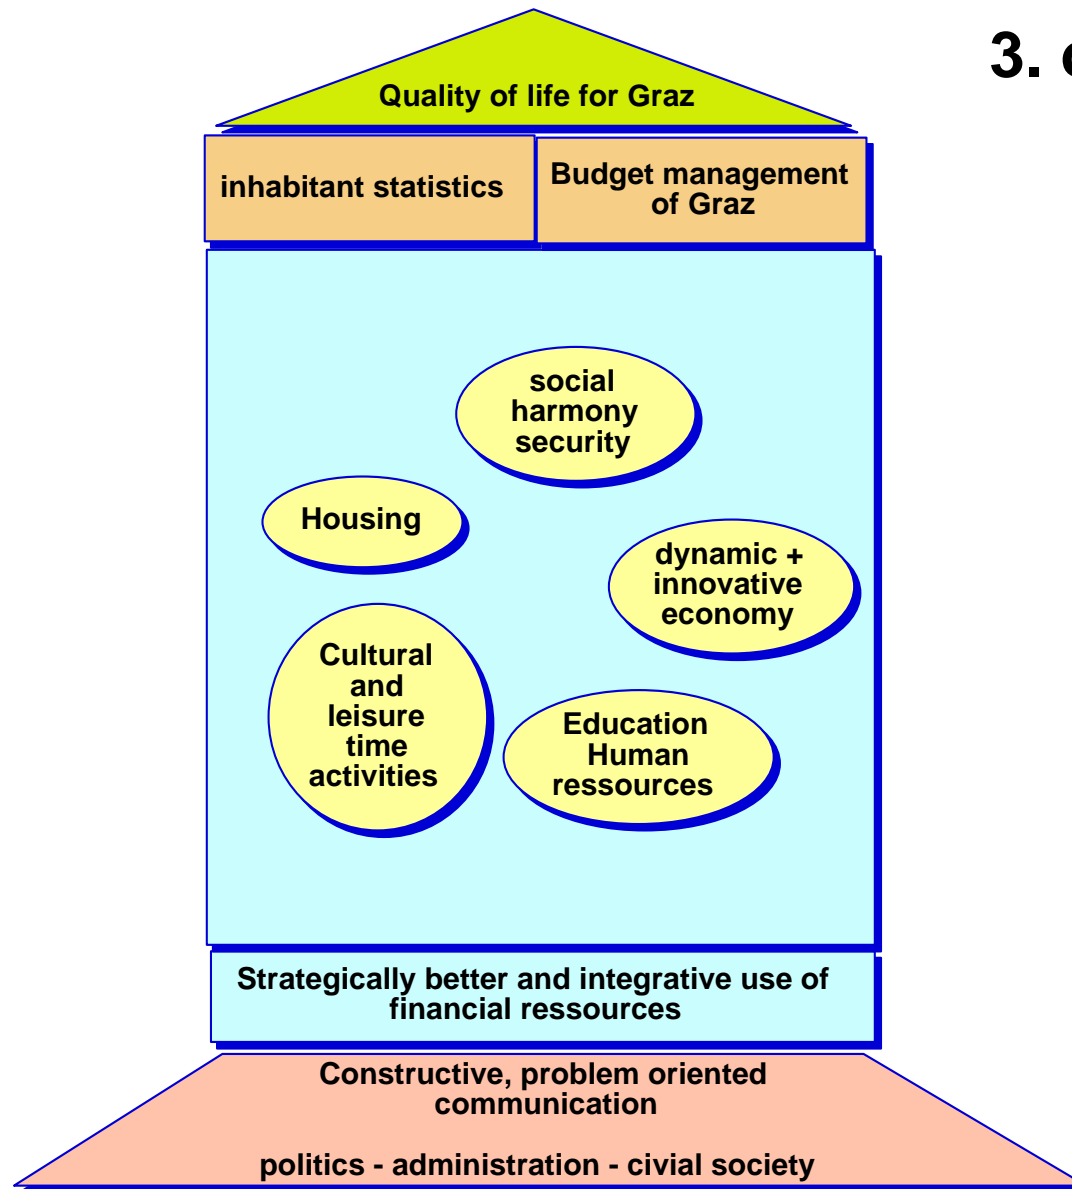 3. e
Quality of life for Graz
inhabitant statistics
Budget management
of Graz
social
harmony
security
Housing
dynamic +
innovative
economy
Cultural
and
leisure
time
activities
Education
Human
ressources
Strategically better and integrative use of
financial ressources
Constructive, problem oriented
communication
politics - administration - civial society